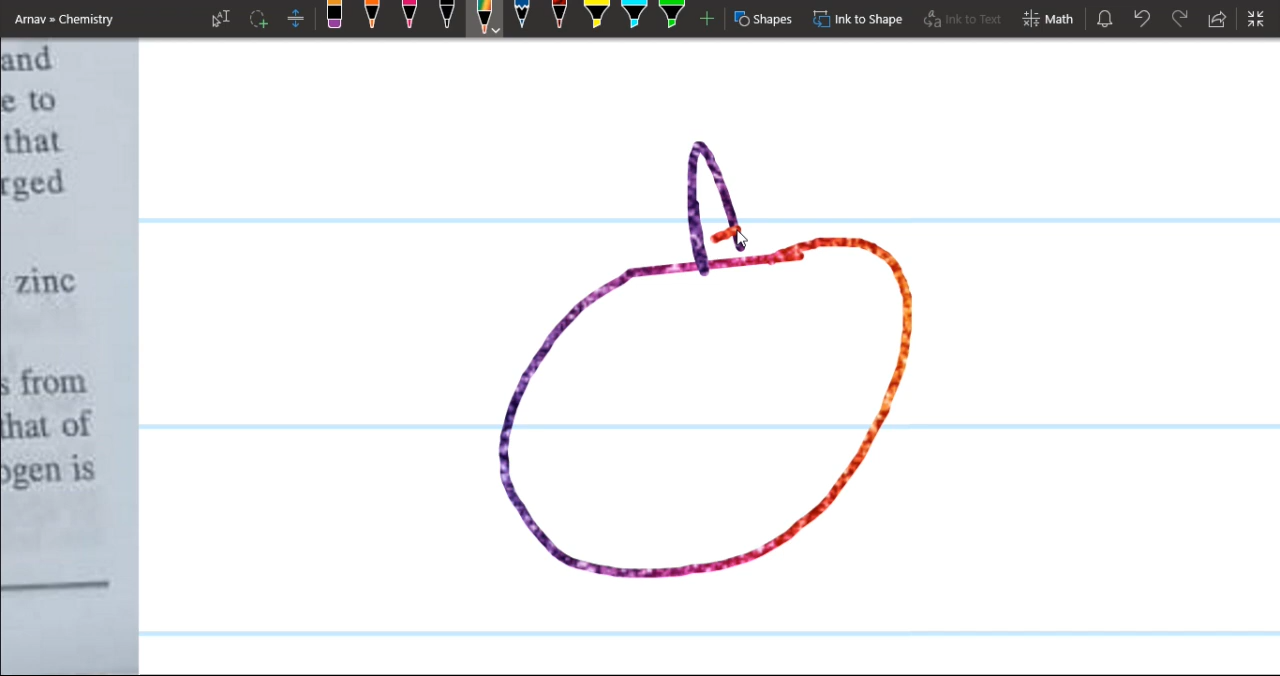 Arnav » Chemistry
Shapes
Ink to Shape
Ink to Text
Math
and
e to
that
rged
zinc
s from
that of
ogen is